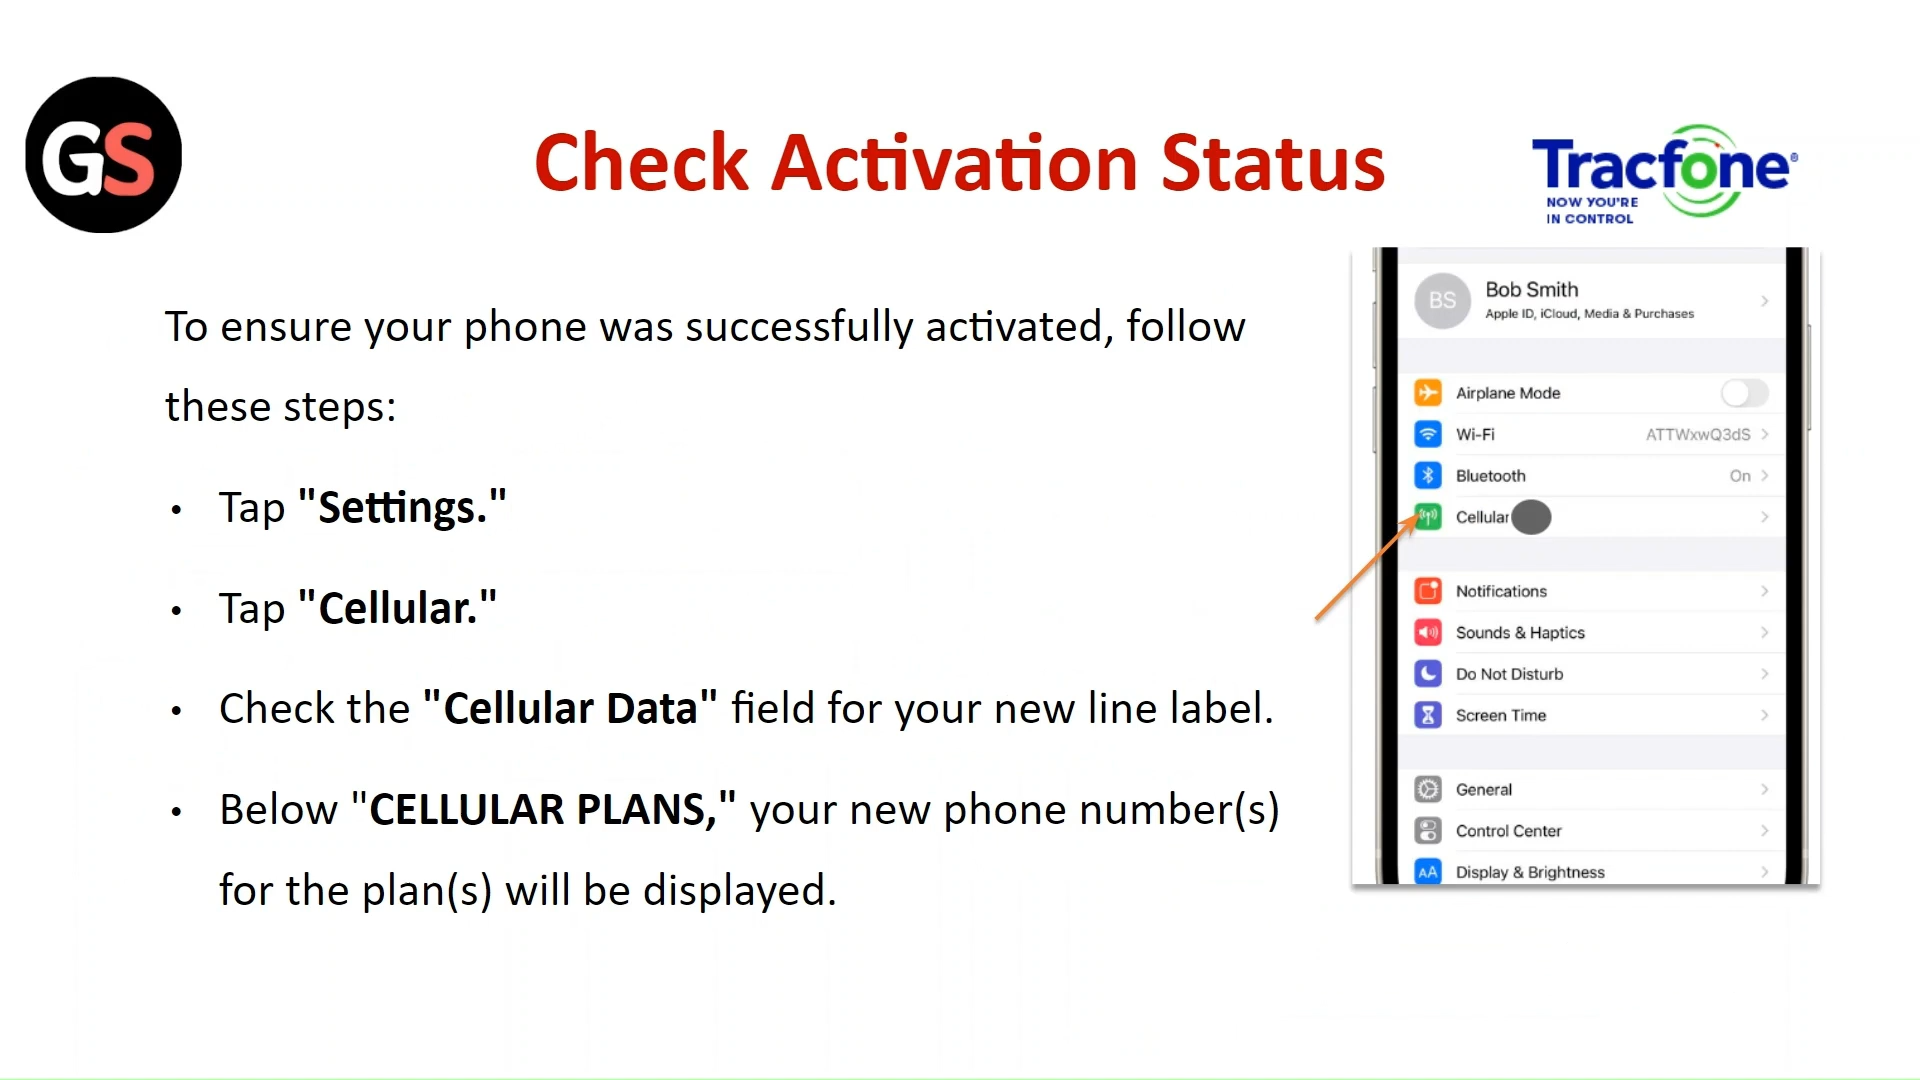 GS
Check Activation Status
Tracfone®
NOW YOU'RE
IN CONTROL
To ensure your phone was successfully activated, follow
these steps:
• Tap "Settings."
• Tap "Cellular."
• Check the "Cellular Data" field for your new line label.
• Below "CELLULAR PLANS," your new phone number(s)
for the plan(s) will be displayed.
BS
Bob Smith
Apple ID, iCloud, Media & Purchases
Airplane Mode
Wi-Fi ATTWxwQ3dS
Bluetooth On
Cellular
Notifications
Sounds & Haptics
Do Not Disturb
Screen Time
General
Control Center
AA Display & Brightness